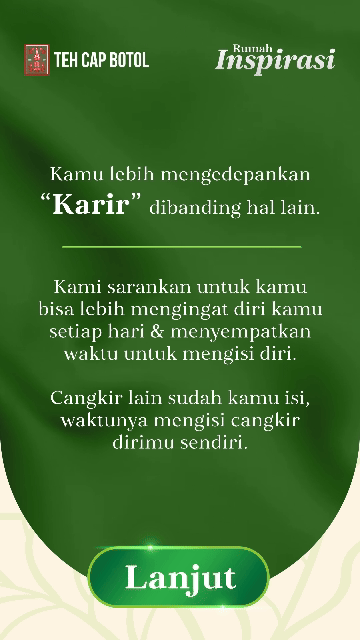 TEH CAP BOTOL
Rumah
Inspirasi
Kamu lebih mengedepankan
“Karir” dibanding hal lain.
Kami sarankan untuk kamu
bisa lebih mengingat diri kamu
setiap hari & menyempatkan
waktu untuk mengisi diri.
Cangkir lain sudah kamu isi,
waktunya mengisi cangkir
dirimu sendiri.
Lanjut